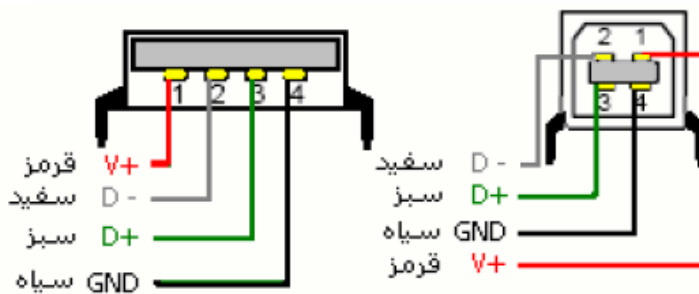 1 2 3 4
قرمز V+
سفید D -
سبز D+
سیاه GND
2 1
3 4
سفید D -
سبز D+
سیاه GND
قرمز V+